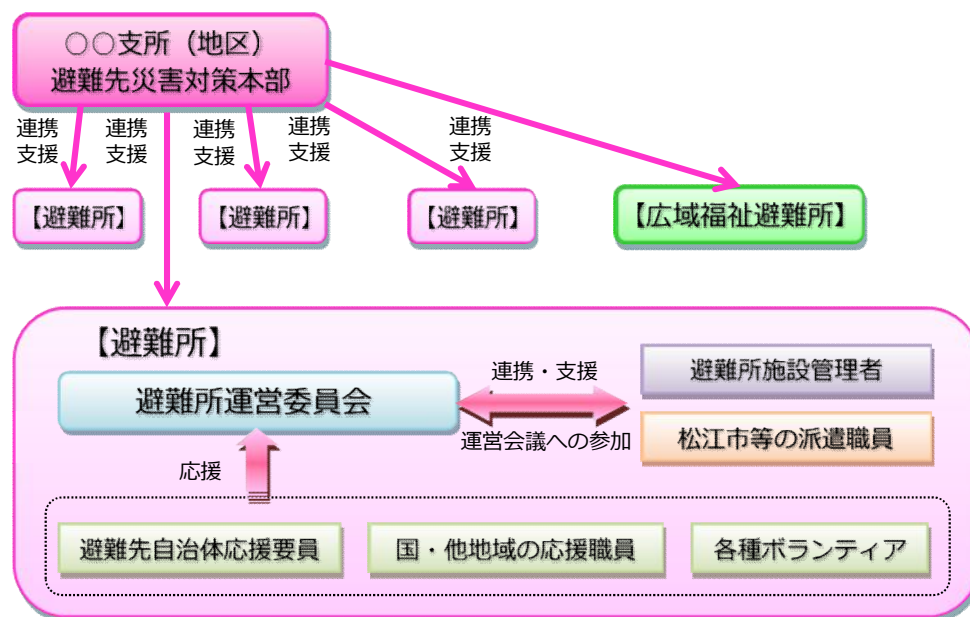 ○○支所（地区）
避難先災害対策本部
連携
支援
連携
支援
連携
支援
連携
支援
連携
支援
【避難所】
【避難所】
【避難所】
【広域福祉避難所】
【避難所】
避難所運営委員会
連携・支援
運営会議への参加
避難所施設管理者
松江市等の派遣職員
応援
避難先自治体応援要員
国・他地域の応援職員
各種ボランティア